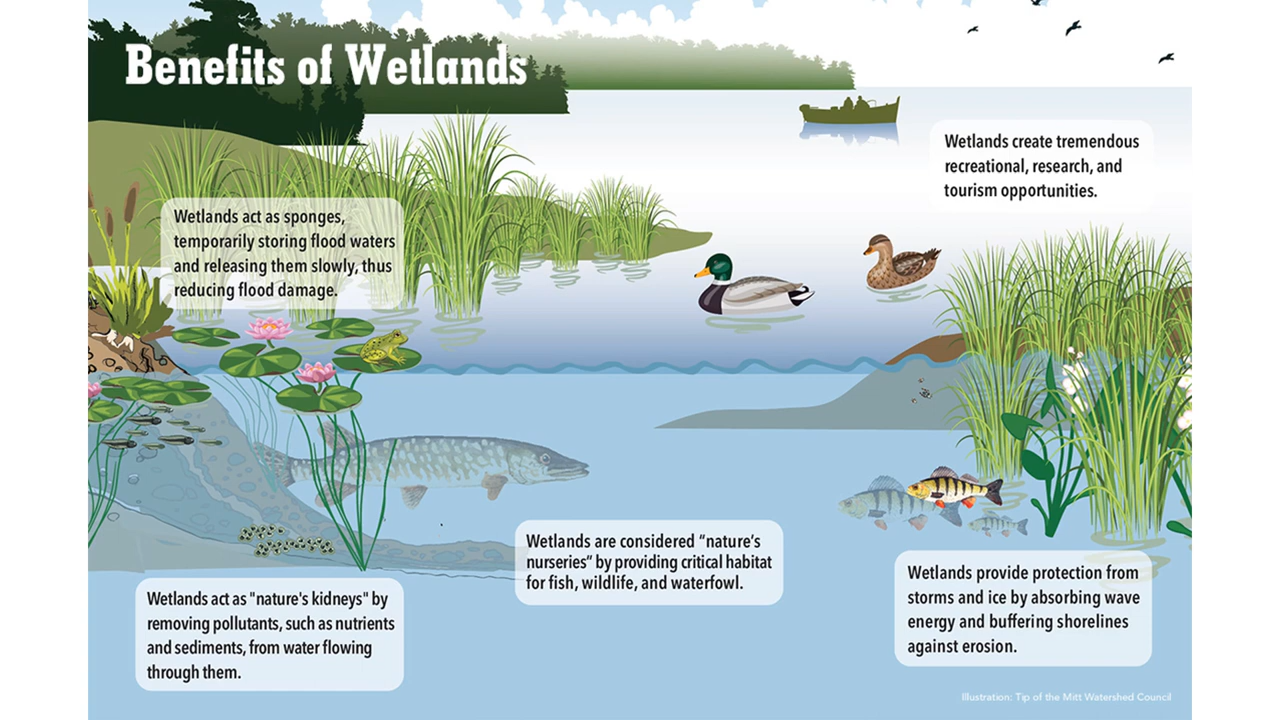 Benefits of Wetlands
Wetlands create tremendous
recreational, research, and
tourism opportunities.
Wetlands act as sponges,
temporarily storing flood waters
and releasing them slowly, thus
reducing flood damage.
Wetlands are considered “nature’s
nurseries” by providing critical habitat
for fish, wildlife, and waterfowl.
Wetlands provide protection from
storms and ice by absorbing wave
energy and buffering shorelines
against erosion.
Wetlands act as "nature's kidneys" by
removing pollutants, such as nutrients
and sediments, from water flowing
through them.
Illustration: Tip of the Mitt Watershed Council